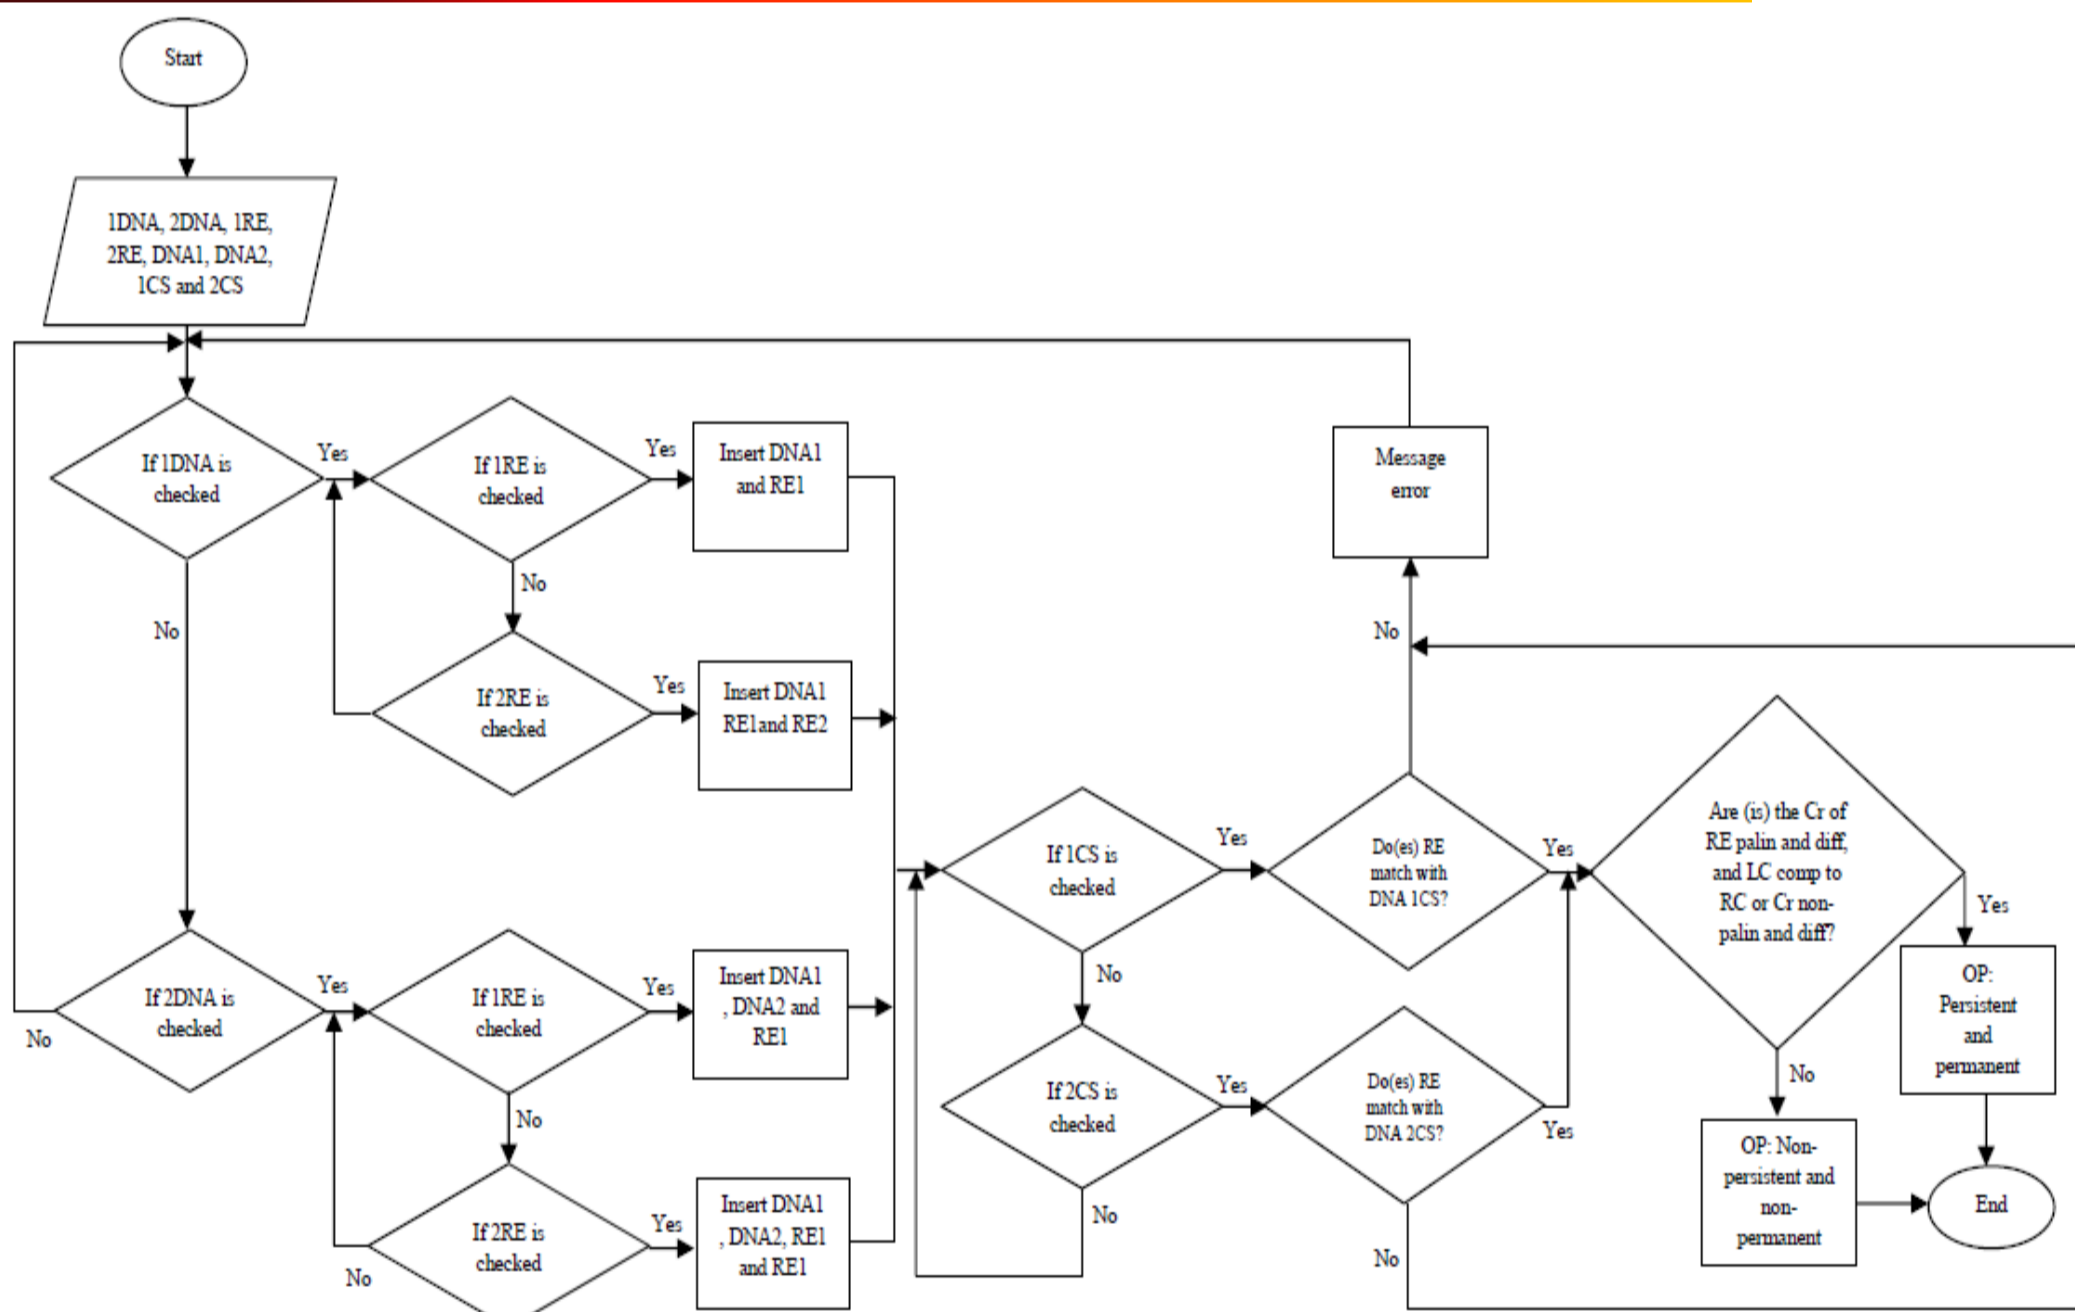 Start
1DNA, 2DNA, 1RE,
2RE, DNA1, DNA2,
1CS and 2CS
If 1DNA is
checked
Yes
If 1RE is
checked
Yes
Insert DNA1
and RE1
Message
error
No
No
No
If 2RE is
checked
Yes
Insert DNA1
RE1and RE2
If 1CS is
checked
Yes
Do(es) RE
match with
DNA 1CS?
Yes
Are (is) the Cr of
RE palin and diff,
and LC comp to
RC or Cr non-
palin and diff?
Yes
OP:
Persistent
and
permanent
No
If 2DNA is
checked
Yes
If 1RE is
checked
Yes
Insert DNA1
, DNA2 and
RE1
No
No
If 2CS is
checked
Yes
Do(es) RE
match with
DNA 2CS?
Yes
No
OP: Non-
persistent and
non-
permanent
End
No
If 2RE is
checked
Yes
Insert DNA1
, DNA2, RE1
and RE1
No
No